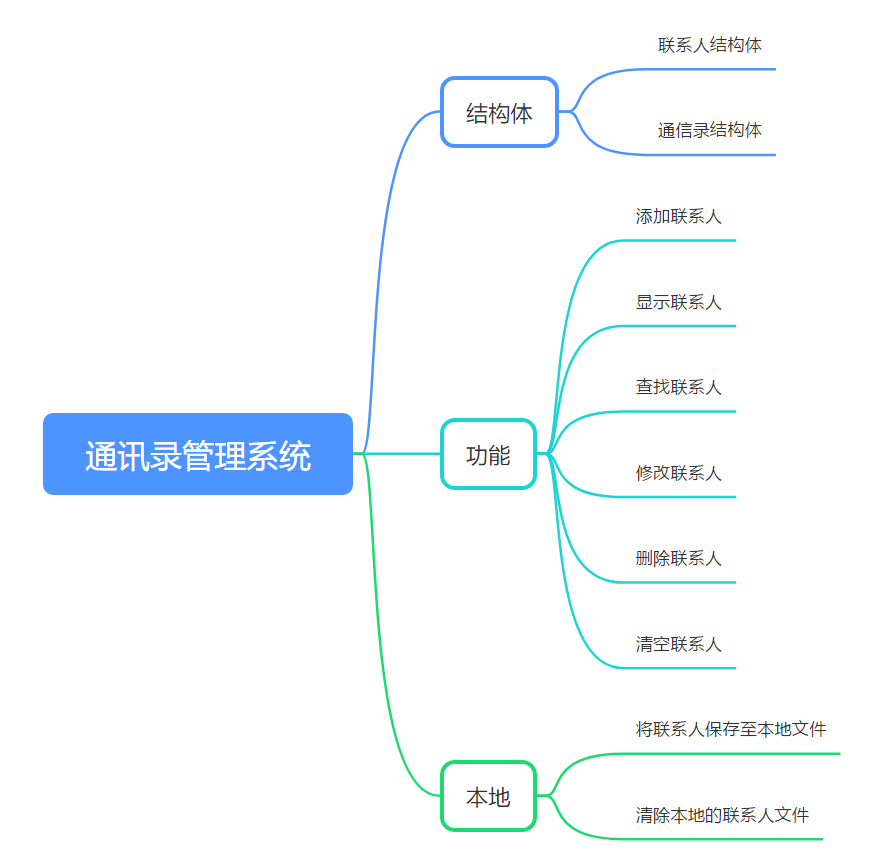 通讯录管理系统
结构体
联系人结构体
通信录结构体
功能
添加联系人
显示联系人
查找联系人
修改联系人
删除联系人
清空联系人
本地
将联系人保存至本地文件
清除本地的联系人文件